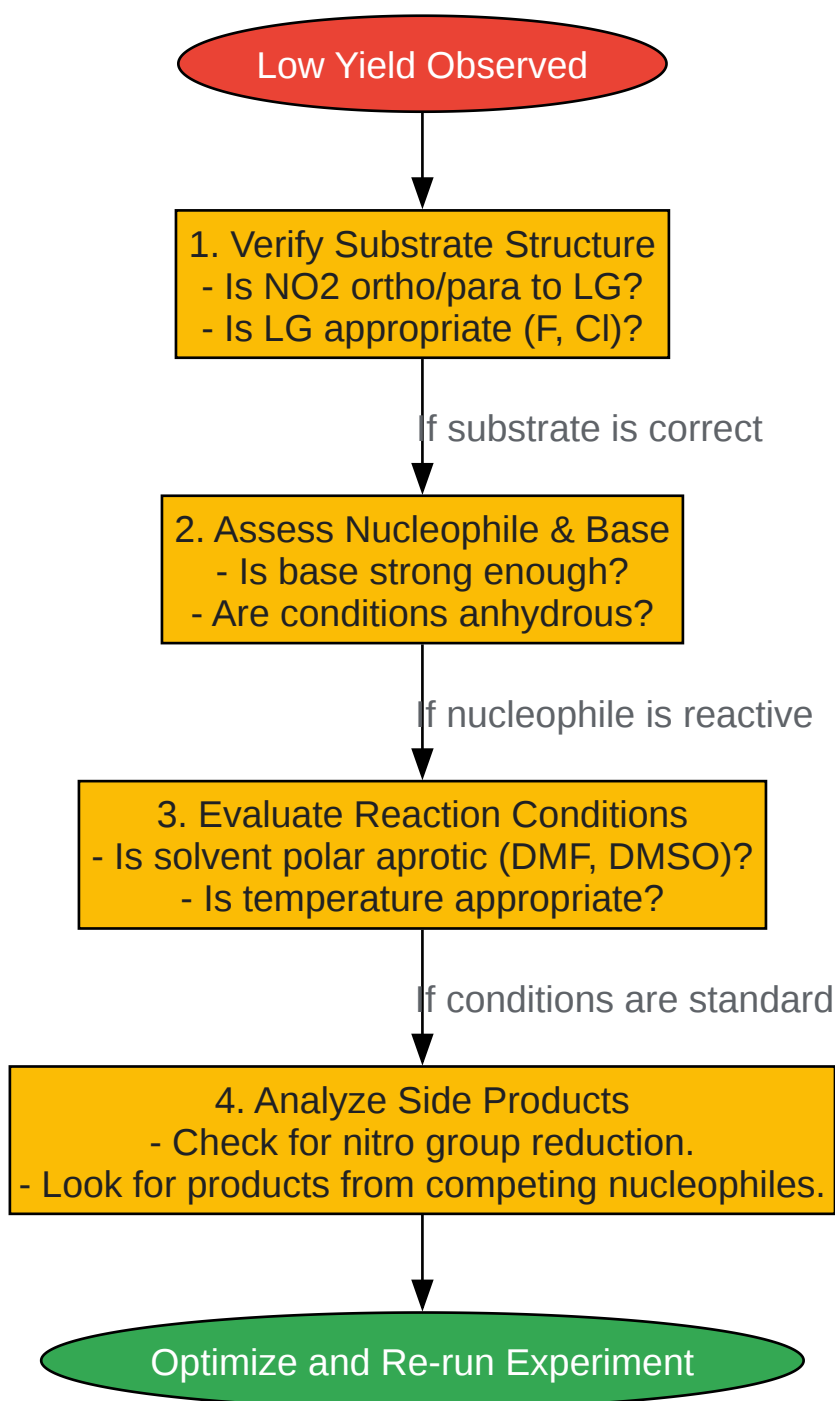 Low Yield Observed
1. Verify Substrate Structure
- Is NO2 ortho/para to LG?
- Is LG appropriate (F, Cl)?
If substrate is correct
2. Assess Nucleophile & Base
- Is base strong enough?
- Are conditions anhydrous?
If nucleophile is reactive
3. Evaluate Reaction Conditions
- Is solvent polar aprotic (DMF, DMSO)?
- Is temperature appropriate?
If conditions are standard
4. Analyze Side Products
- Check for nitro group reduction.
- Look for products from competing nucleophiles.
Optimize and Re-run Experiment